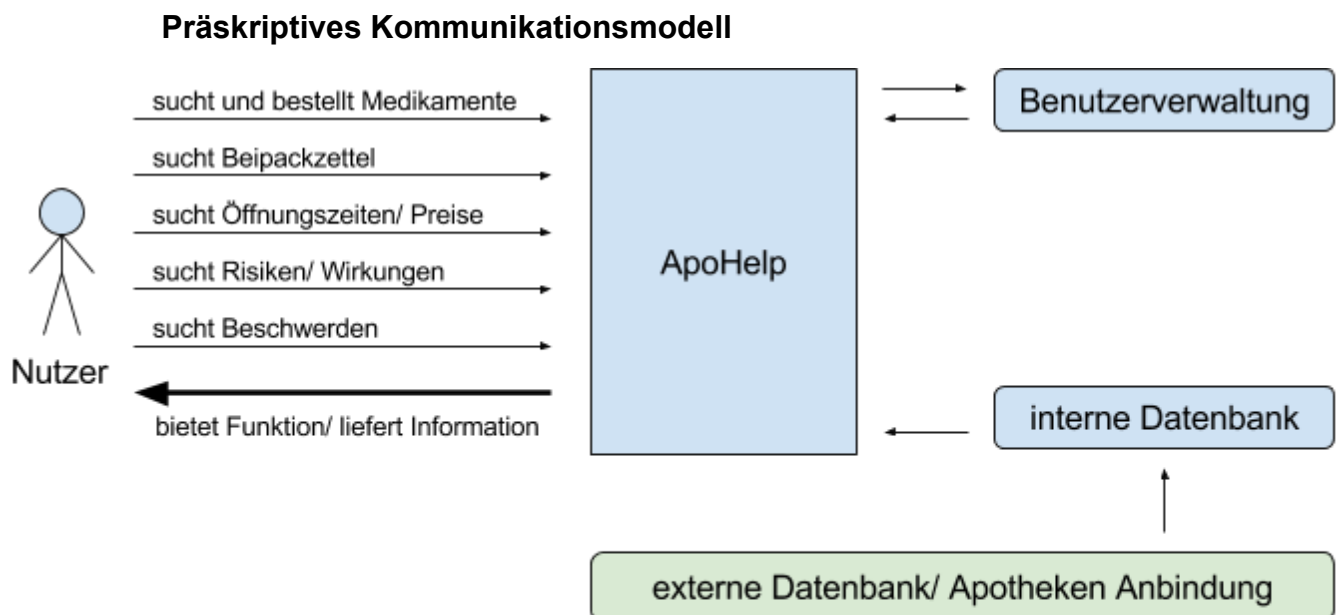 Präskriptives Kommunikationsmodell
sucht und bestellt Medikamente
sucht Beipackzettel
sucht Öffnungszeiten/ Preise
sucht Risiken/ Wirkungen
sucht Beschwerden
Nutzer
bietet Funktion/ liefert Information
ApoHelp
Benutzerverwaltung
interne Datenbank
externe Datenbank/ Apotheken Anbindung